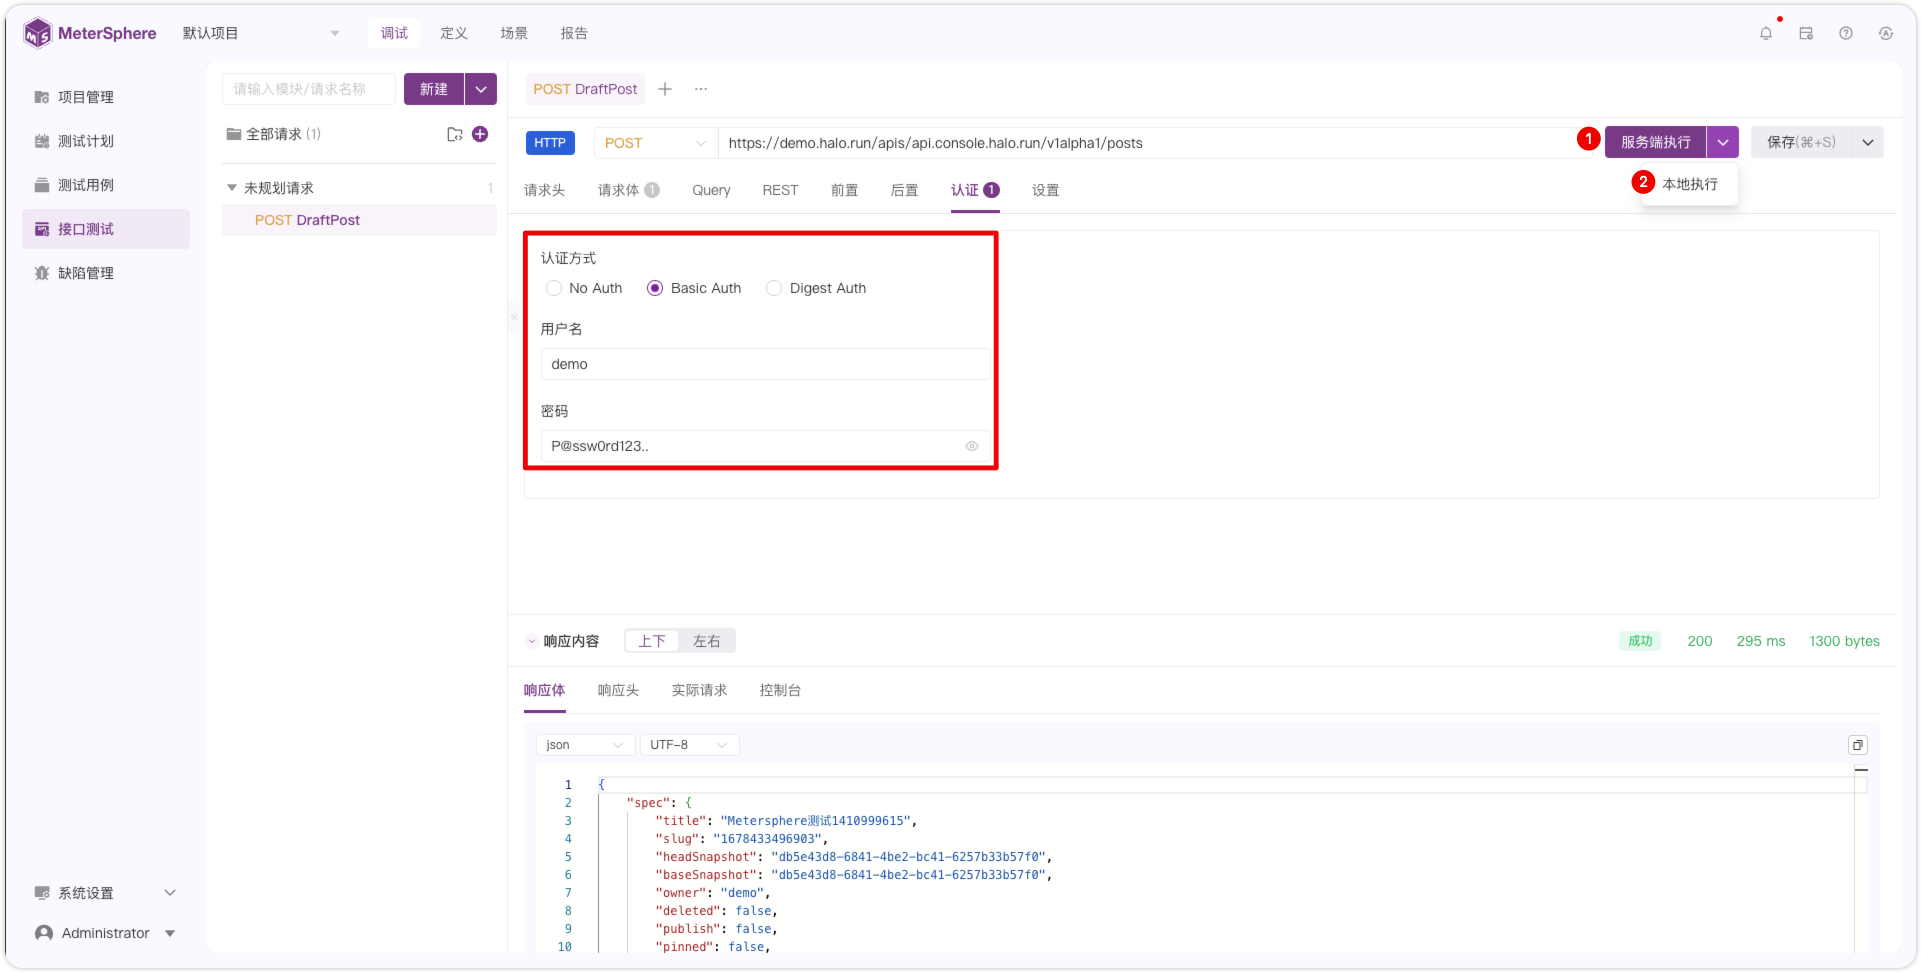 MeterSphere 默认项目 调试 定义 场景 报告
项目管理
测试计划
测试用例
接口测试
缺陷管理
系统设置
Administrator
请输入模块/请求名称 新建
全部请求 (1)
未规划请求 1
POST DraftPost
POST DraftPost
HTTP POST https://demo.halo.run/apis/api.console.halo.run/v1alpha1/posts 1 服务端执行 保存(⌘+S)
2 本地执行
请求头 请求体 1 Query REST 前置 后置 认证 1 设置
认证方式
No Auth Basic Auth Digest Auth
用户名
demo
密码
P@ssw0rd123..
响应内容 上下 左右 成功 200 295 ms 1300 bytes
响应体 响应头 实际请求 控制台
json UTF-8
1 {
2 "spec": {
3 "title": "Metersphere测试1410999615",
4 "slug": "1678433496903",
5 "headSnapshot": "db5e43d8-6841-4be2-bc41-6257b33b57f0",
6 "baseSnapshot": "db5e43d8-6841-4be2-bc41-6257b33b57f0",
7 "owner": "demo",
8 "deleted": false,
9 "publish": false,
10 "pinned": false,